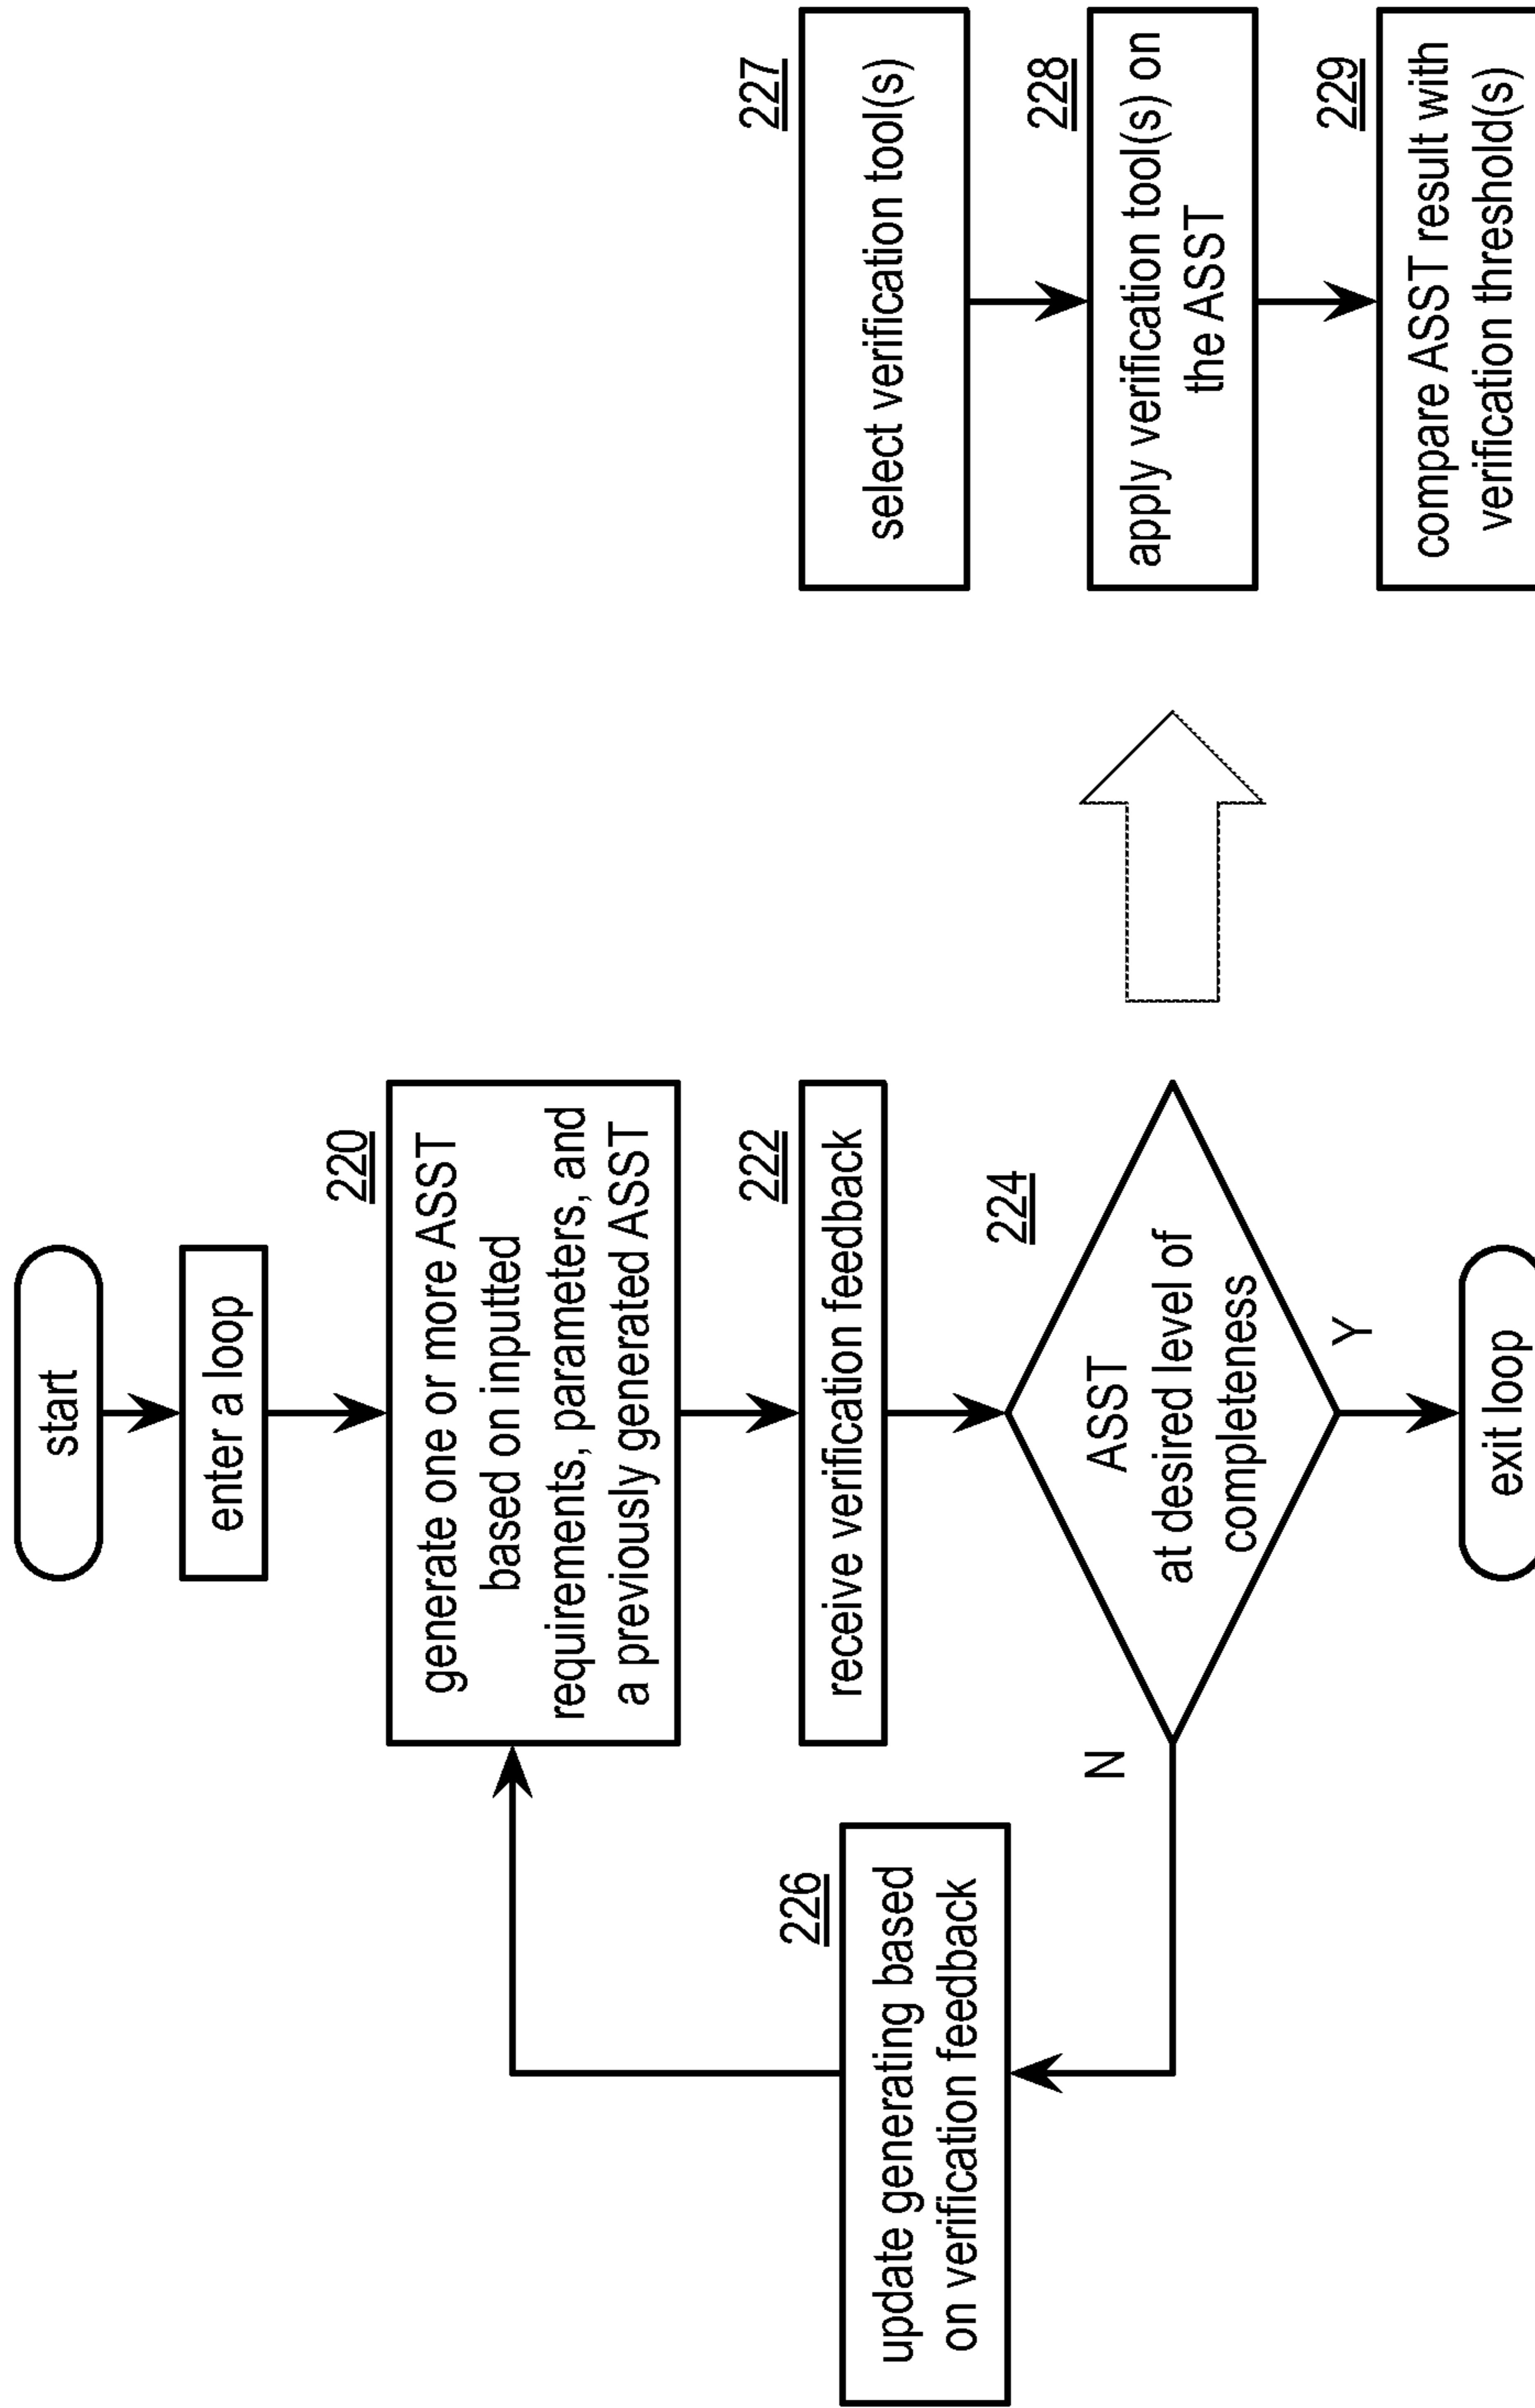 start
enter a loop
220
generate one or more ASST
based on inputted
requirements, parameters, and
a previously generated ASST
222
receive verification feedback
224
ASST
at desired level of
completeness
N
Y
226
update generating based
on verification feedback
exit loop
227
select verification tool(s)
228
apply verification tool(s) on
the ASST
229
compare ASST result with
verification threshold(s)